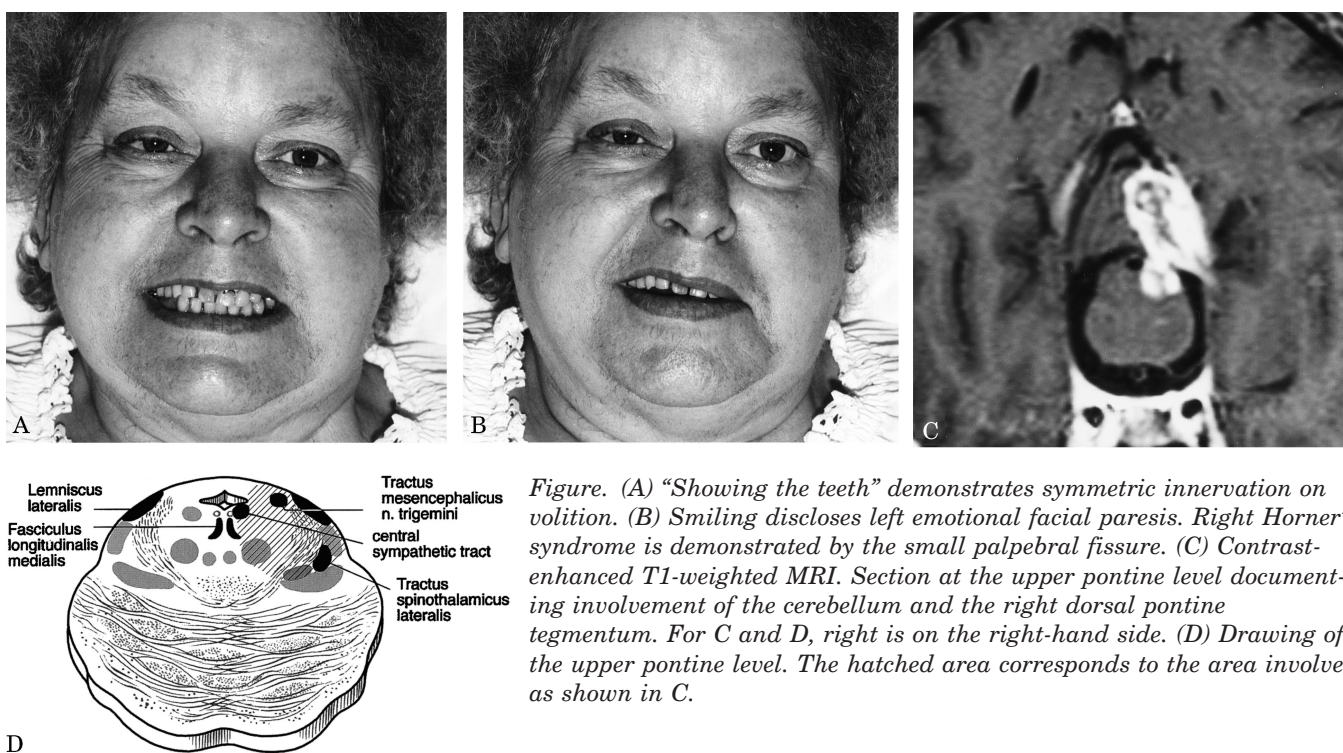 A
B
C
Lemniscus
lateralis
Fasciculus
longitudinalis
medialis
Tractus
mesencephalicus
n. trigemini
central
sympathetic tract
Tractus
spinothalamicus
lateralis
D
Figure. (A) “Showing the teeth” demonstrates symmetric innervation on
volition. (B) Smiling discloses left emotional facial paresis. Right Horner
syndrome is demonstrated by the small palpebral fissure. (C) Contrast-
enhanced T1-weighted MRI. Section at the upper pontine level document-
ing involvement of the cerebellum and the right dorsal pontine
tegmentum. For C and D, right is on the right-hand side. (D) Drawing of
the upper pontine level. The hatched area corresponds to the area involve
as shown in C.